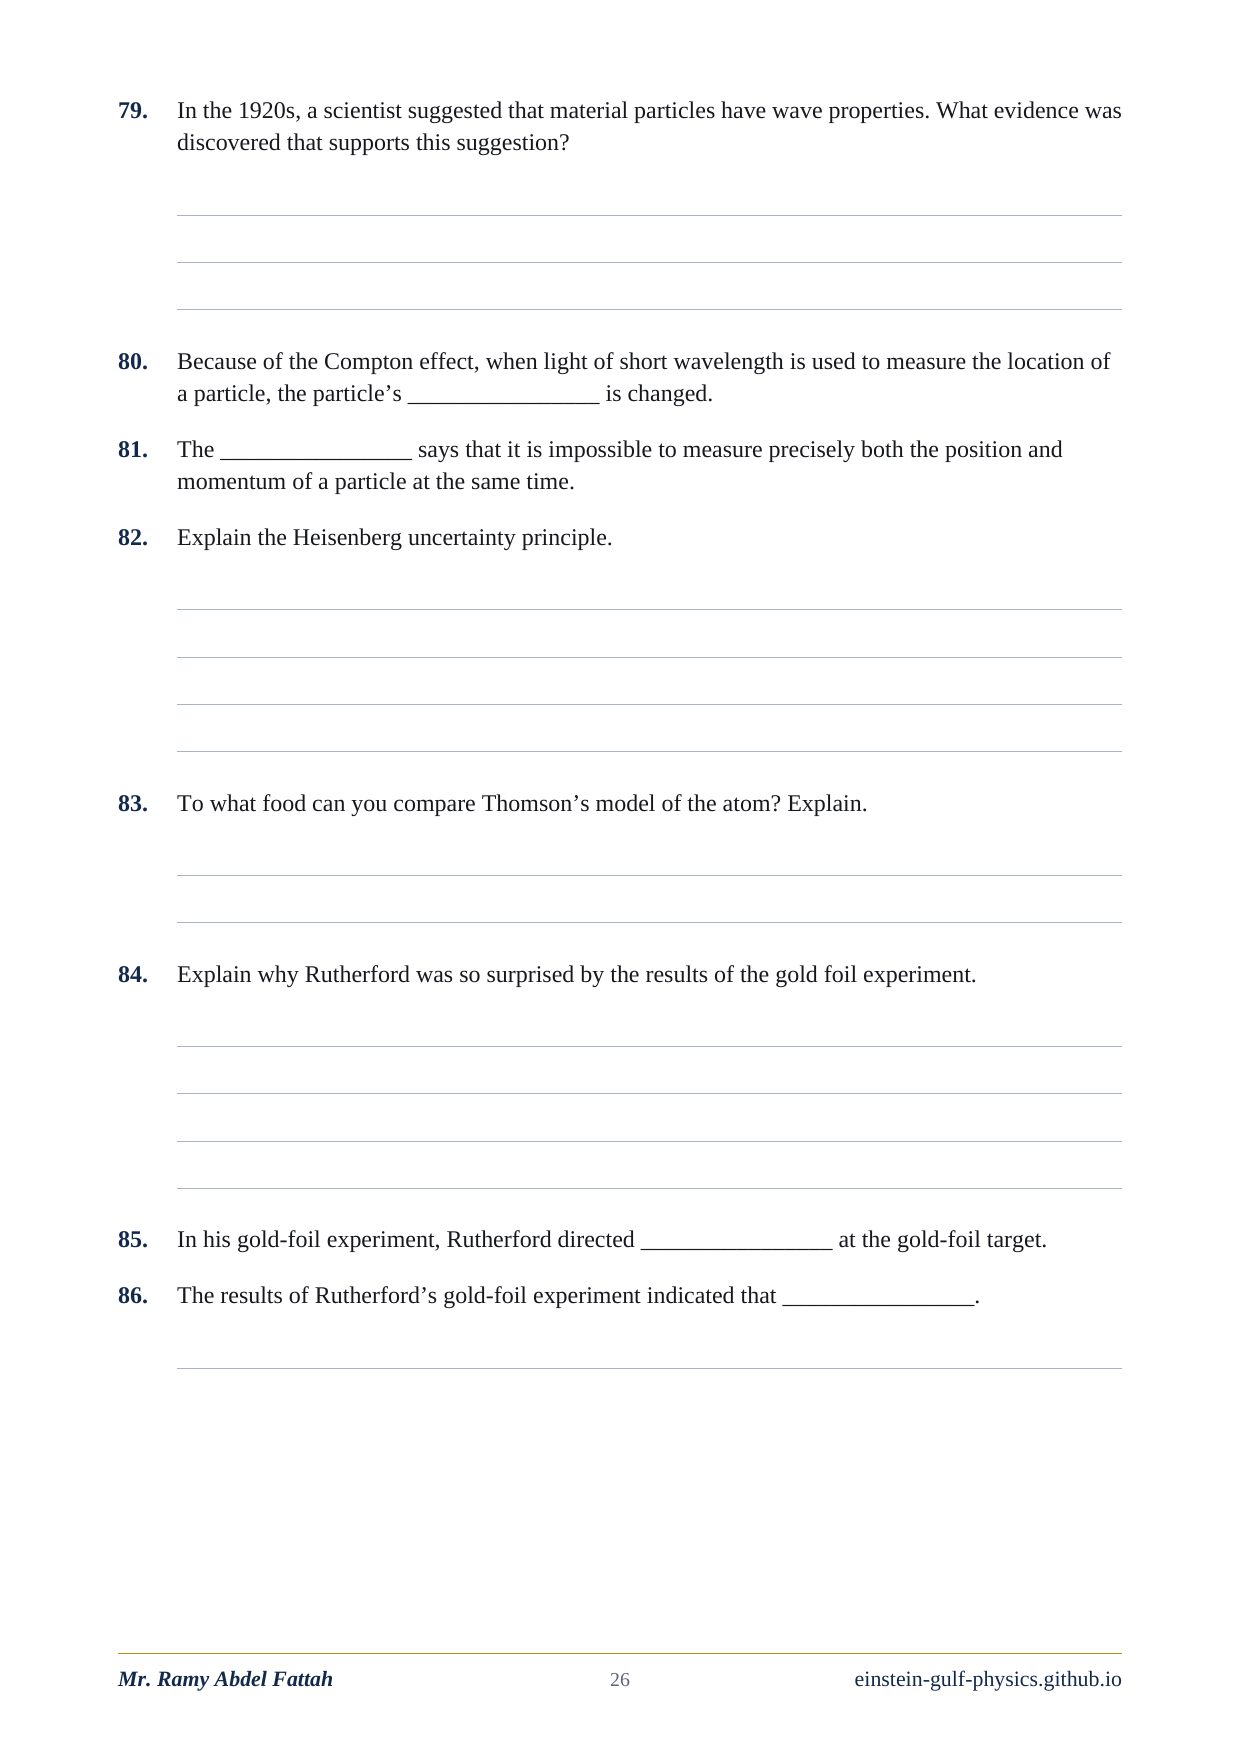 79. In the 1920s, a scientist suggested that material particles have wave properties. What evidence was
discovered that supports this suggestion?
80. Because of the Compton effect, when light of short wavelength is used to measure the location of
a particle, the particle’s ________________ is changed.
81. The ________________ says that it is impossible to measure precisely both the position and
momentum of a particle at the same time.
82. Explain the Heisenberg uncertainty principle.
83. To what food can you compare Thomson’s model of the atom? Explain.
84. Explain why Rutherford was so surprised by the results of the gold foil experiment.
85. In his gold-foil experiment, Rutherford directed ________________ at the gold-foil target.
86. The results of Rutherford’s gold-foil experiment indicated that ________________.
Mr. Ramy Abdel Fattah 26 einstein-gulf-physics.github.io